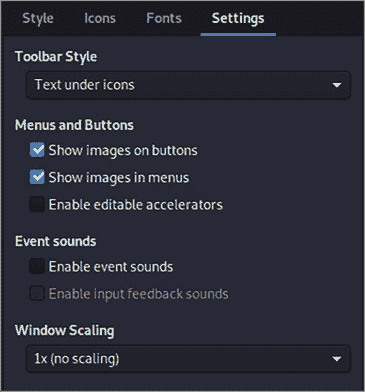 Style Icons Fonts Settings
Toolbar Style
Text under icons
Menus and Buttons
Show images on buttons
Show images in menus
Enable editable accelerators
Event sounds
Enable event sounds
Enable input feedback sounds
Window Scaling
1x (no scaling)